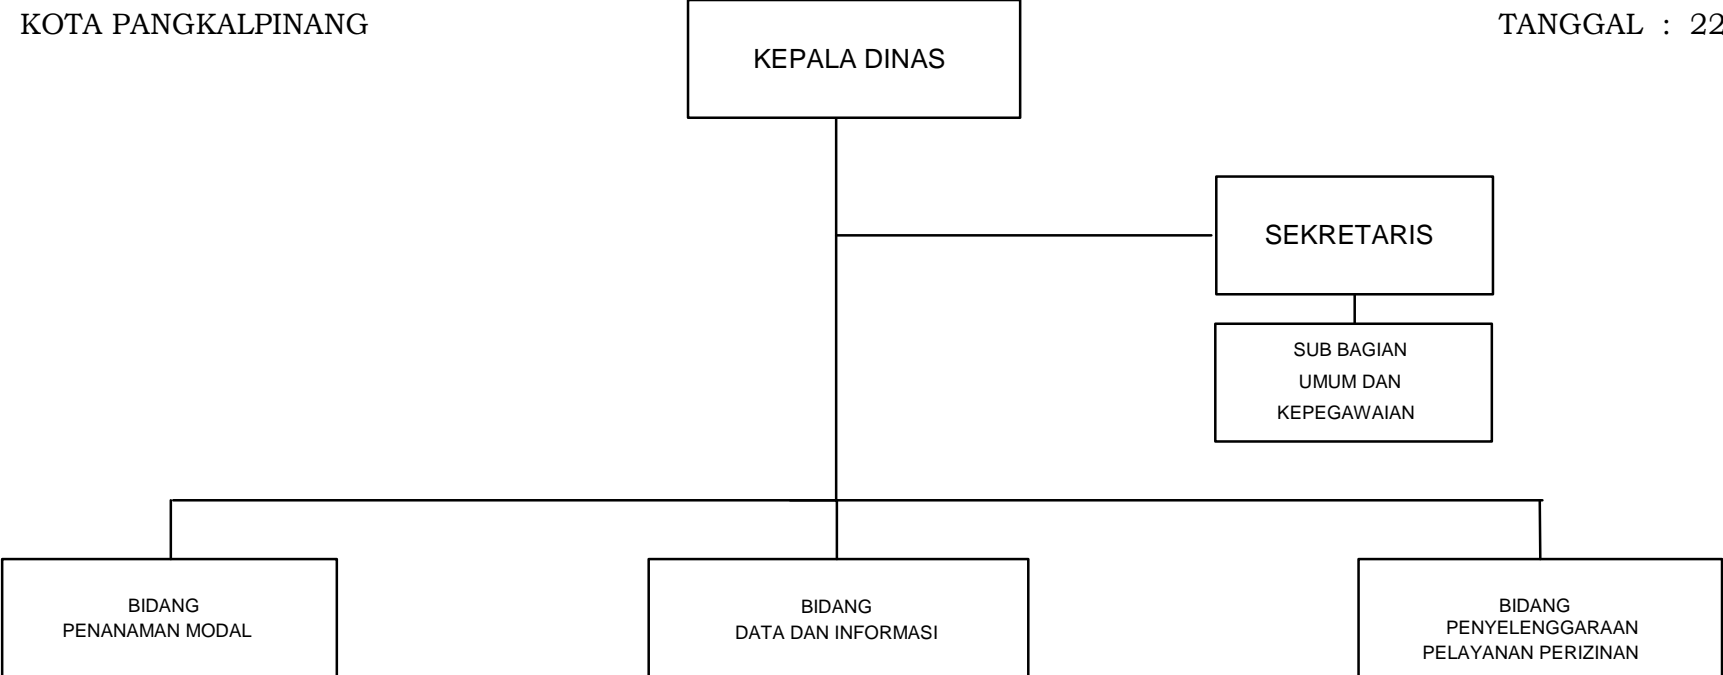 KOTA PANGKALPINANG
TANGGAL : 22
KEPALA DINAS
SEKRETARIS
SUB BAGIAN
UMUM DAN
KEPEGAWAIAN
BIDANG
PENANAMAN MODAL
BIDANG
DATA DAN INFORMASI
BIDANG
PENYELENGGARAAN
PELAYANAN PERIZINAN